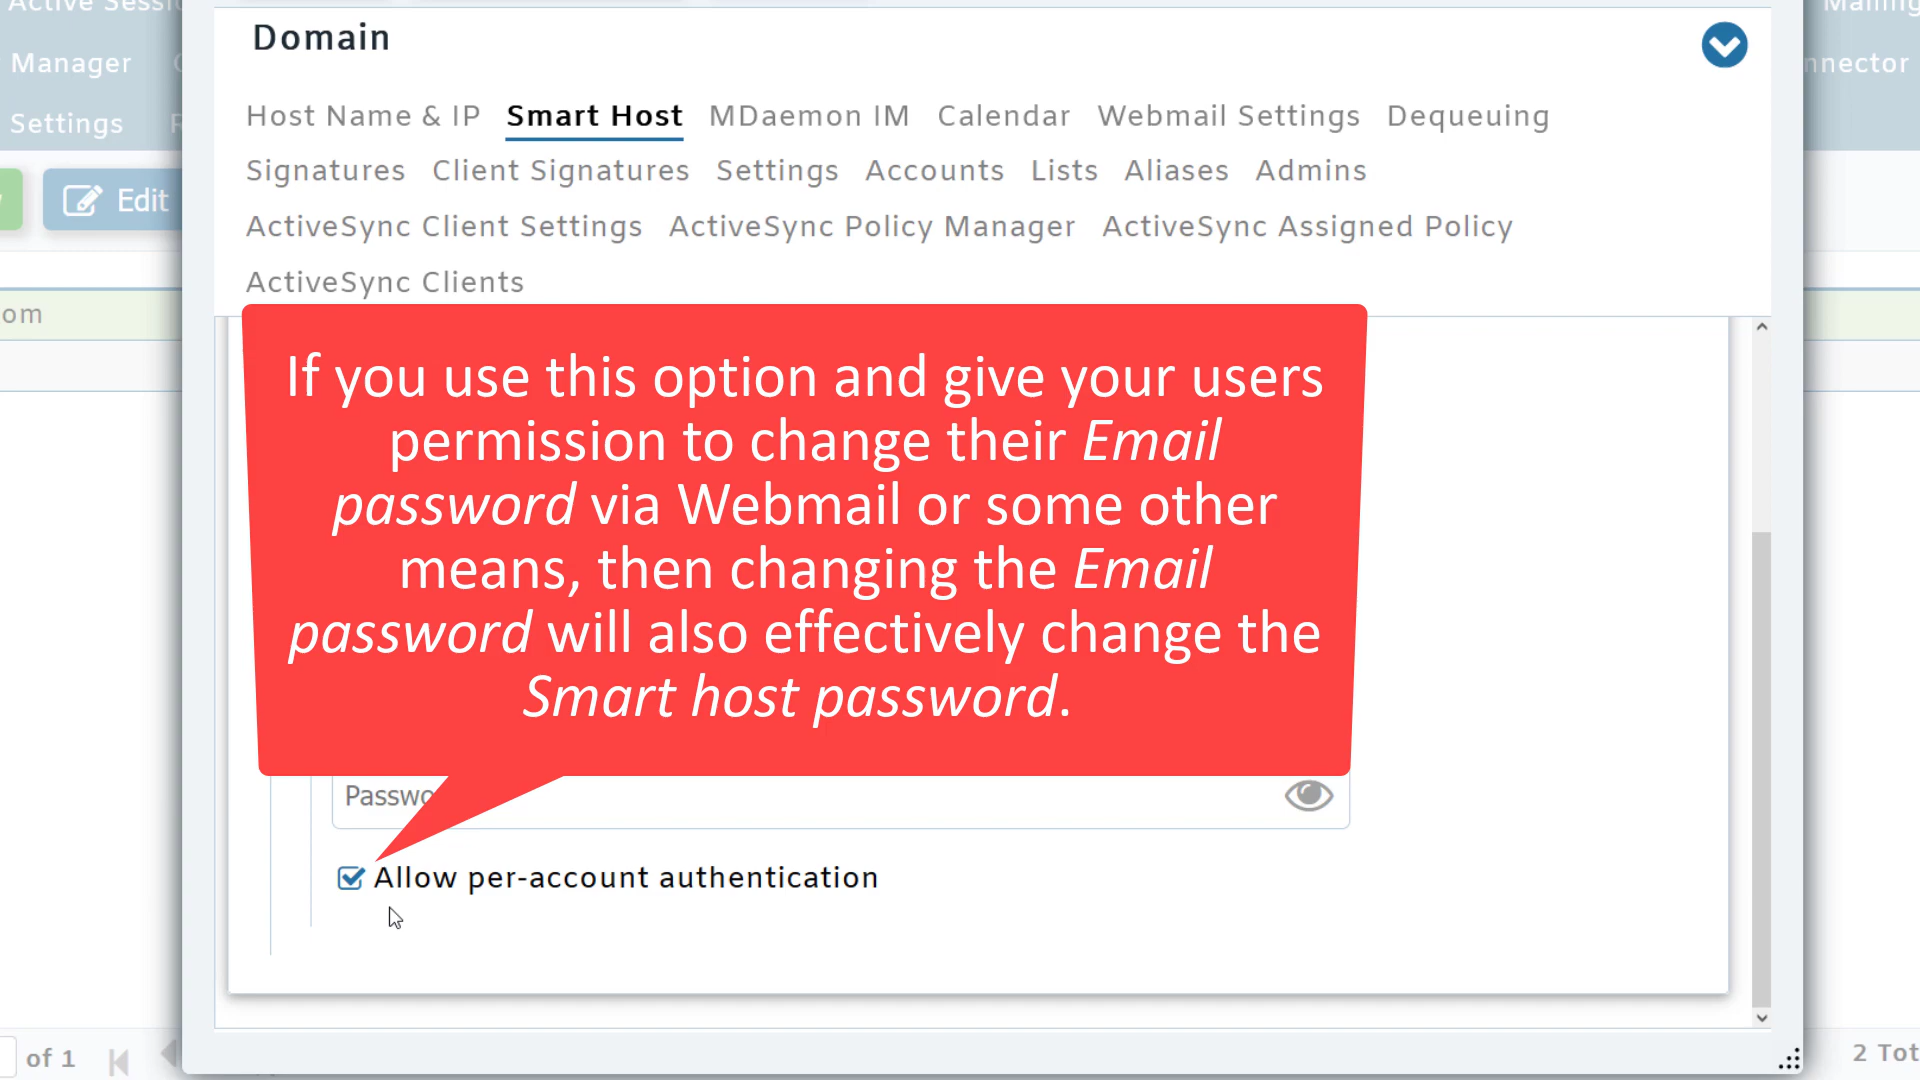 Domain
Manager
nnector
Host Name & IP Smart Host MDaemon IM Calendar Webmail Settings Dequeuing
Settings
Signatures Client Signatures Settings Accounts Lists Aliases Admins
Edit
ActiveSync Client Settings ActiveSync Policy Manager ActiveSync Assigned Policy
ActiveSync Clients
om
If you use this option and give your users
permission to change their Email
password via Webmail or some other
means, then changing the Email
password will also effectively change the
Smart host password.
Passwo
Allow per-account authentication
of 1
2 Tot